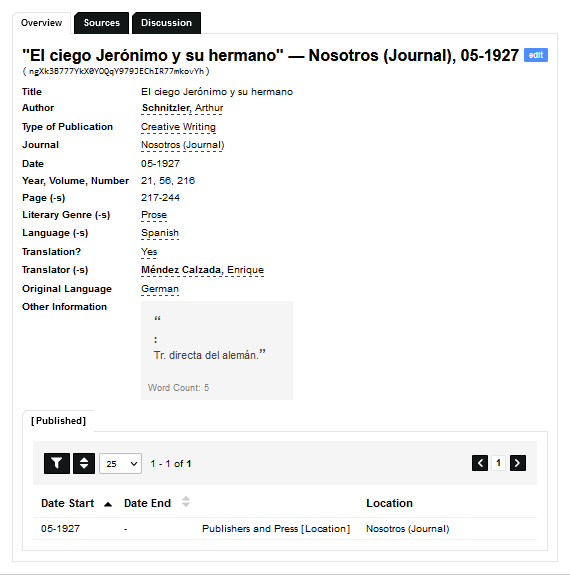 Overview Sources Discussion
"El ciego Jerónimo y su hermano" — Nosotros (Journal), 05-1927 edit
Title El ciego Jerónimo y su hermano
Author Schnitzler, Arthur
Type of Publication Creative Writing
Journal Nosotros (Journal)
Date 05-1927
Year, Volume, Number 21, 56, 216
Page (-s) 217-244
Literary Genre (-s) Prose
Language (-s) Spanish
Translation? Yes
Translator (-s) Méndez Calzada, Enrique
Original Language German
Other Information
“
:
Tr. directa del alemán.”
Word Count: 5
[Published]
25 1 - 1 of 1 1
Date Start Date End Location
05-1927 - Publishers and Press [Location] Nosotros (Journal)